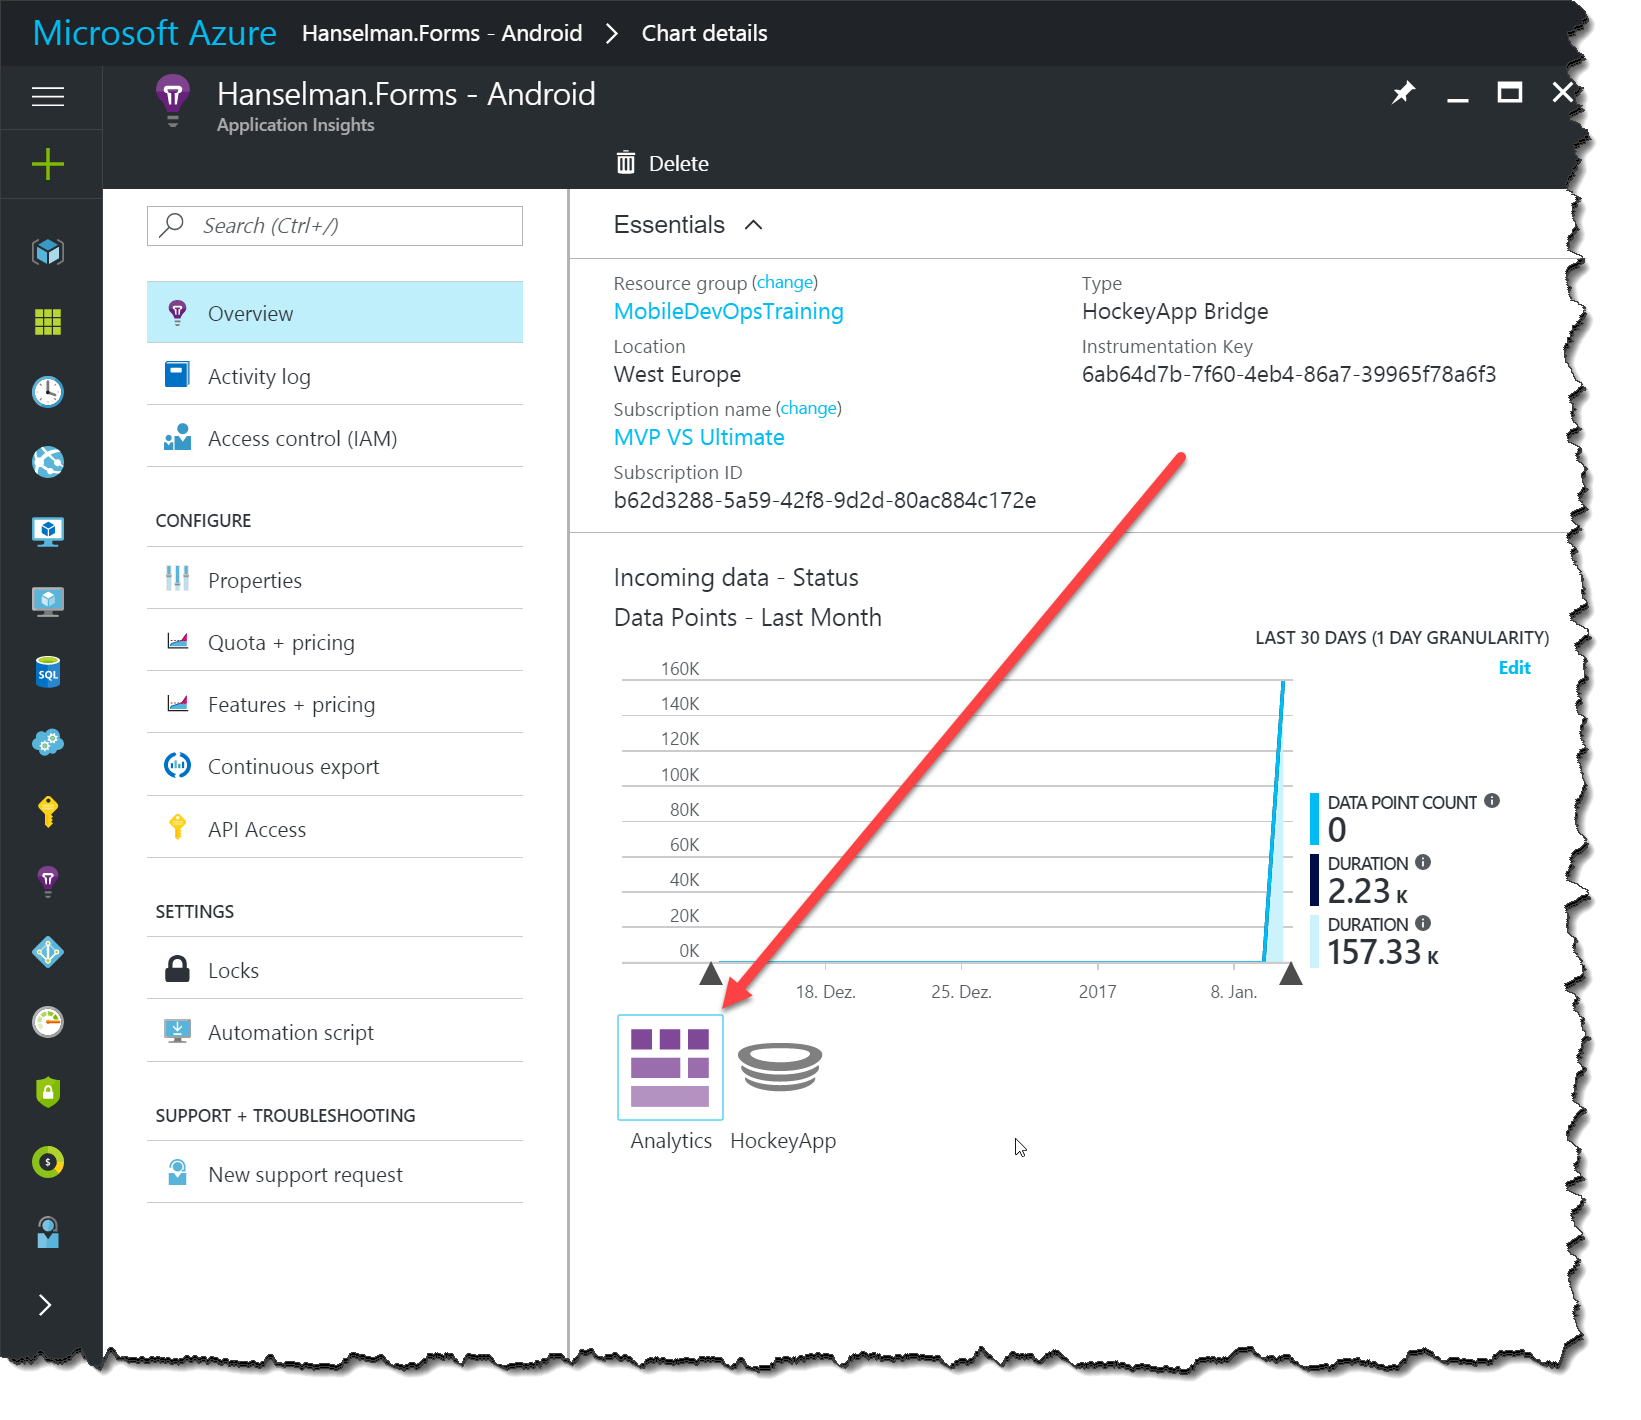 Microsoft Azure Hanselman.Forms - Android > Chart details
Hanselman.Forms - Android
Application Insights
Delete
Search (Ctrl+/)
Overview
Activity log
Access control (IAM)
CONFIGURE
Properties
Quota + pricing
Features + pricing
Continuous export
API Access
SETTINGS
Locks
Automation script
SUPPORT + TROUBLESHOOTING
New support request
SQL
$
Essentials
Resource group (change)
MobileDevOpsTraining
Location
West Europe
Subscription name (change)
MVP VS Ultimate
Subscription ID
b62d3288-5a59-42f8-9d2d-80ac884c172e
Type
HockeyApp Bridge
Instrumentation Key
6ab64d7b-7f60-4eb4-86a7-39965f78a6f3
Incoming data - Status
Data Points - Last Month
LAST 30 DAYS (1 DAY GRANULARITY)
Edit
160K
140K
120K
100K
80K
60K
40K
20K
0K
18. Dez. 25. Dez. 2017 8. Jan.
DATA POINT COUNT
0
DURATION
2.23 K
DURATION
157.33 K
Analytics HockeyApp